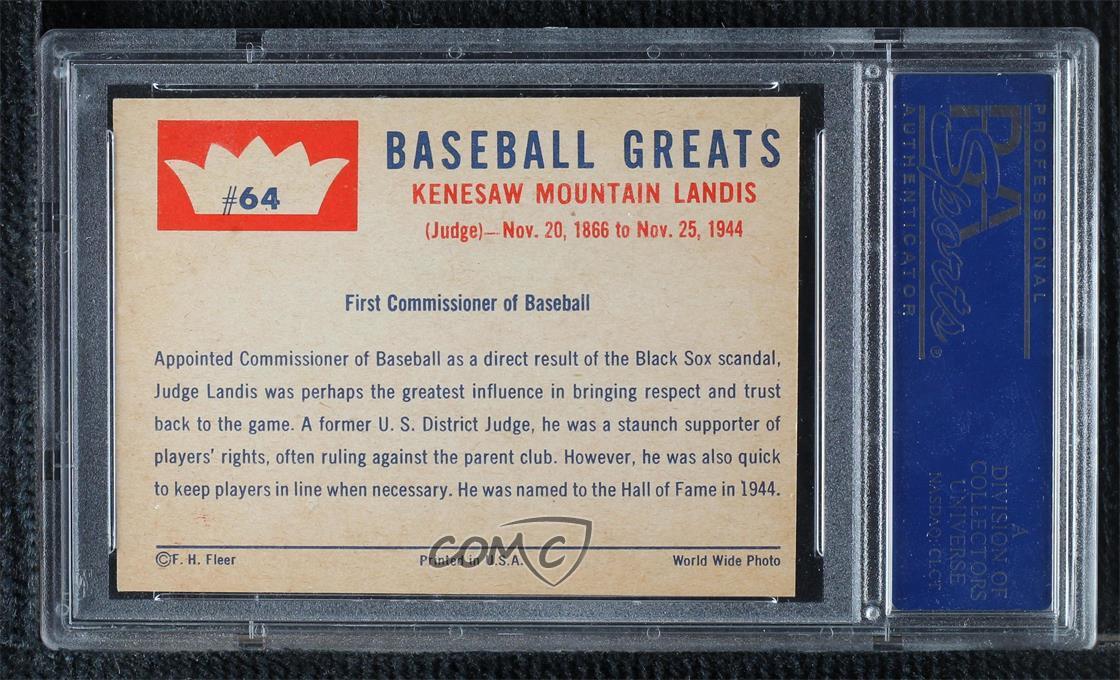 #64
BASEBALL GREATS
KENESAW MOUNTAIN LANDIS
(Judge)—Nov. 20, 1866 to Nov. 25, 1944
First Commissioner of Baseball
Appointed Commissioner of Baseball as a direct result of the Black Sox scandal,
Judge Landis was perhaps the greatest influence in bringing respect and trust
back to the game. A former U. S. District Judge, he was a staunch supporter of
players' rights, often ruling against the parent club. However, he was also quick
to keep players in line when necessary. He was named to the Hall of Fame in 1944.
©F. H. Fleer
Printed in U.S.A.
World Wide Photo
COMC
PROFESSIONAL
PSA
Sports®
AUTHENTICATOR
A
DIVISION OF
COLLECTORS
UNIVERSE
NASDAQ: CLCT